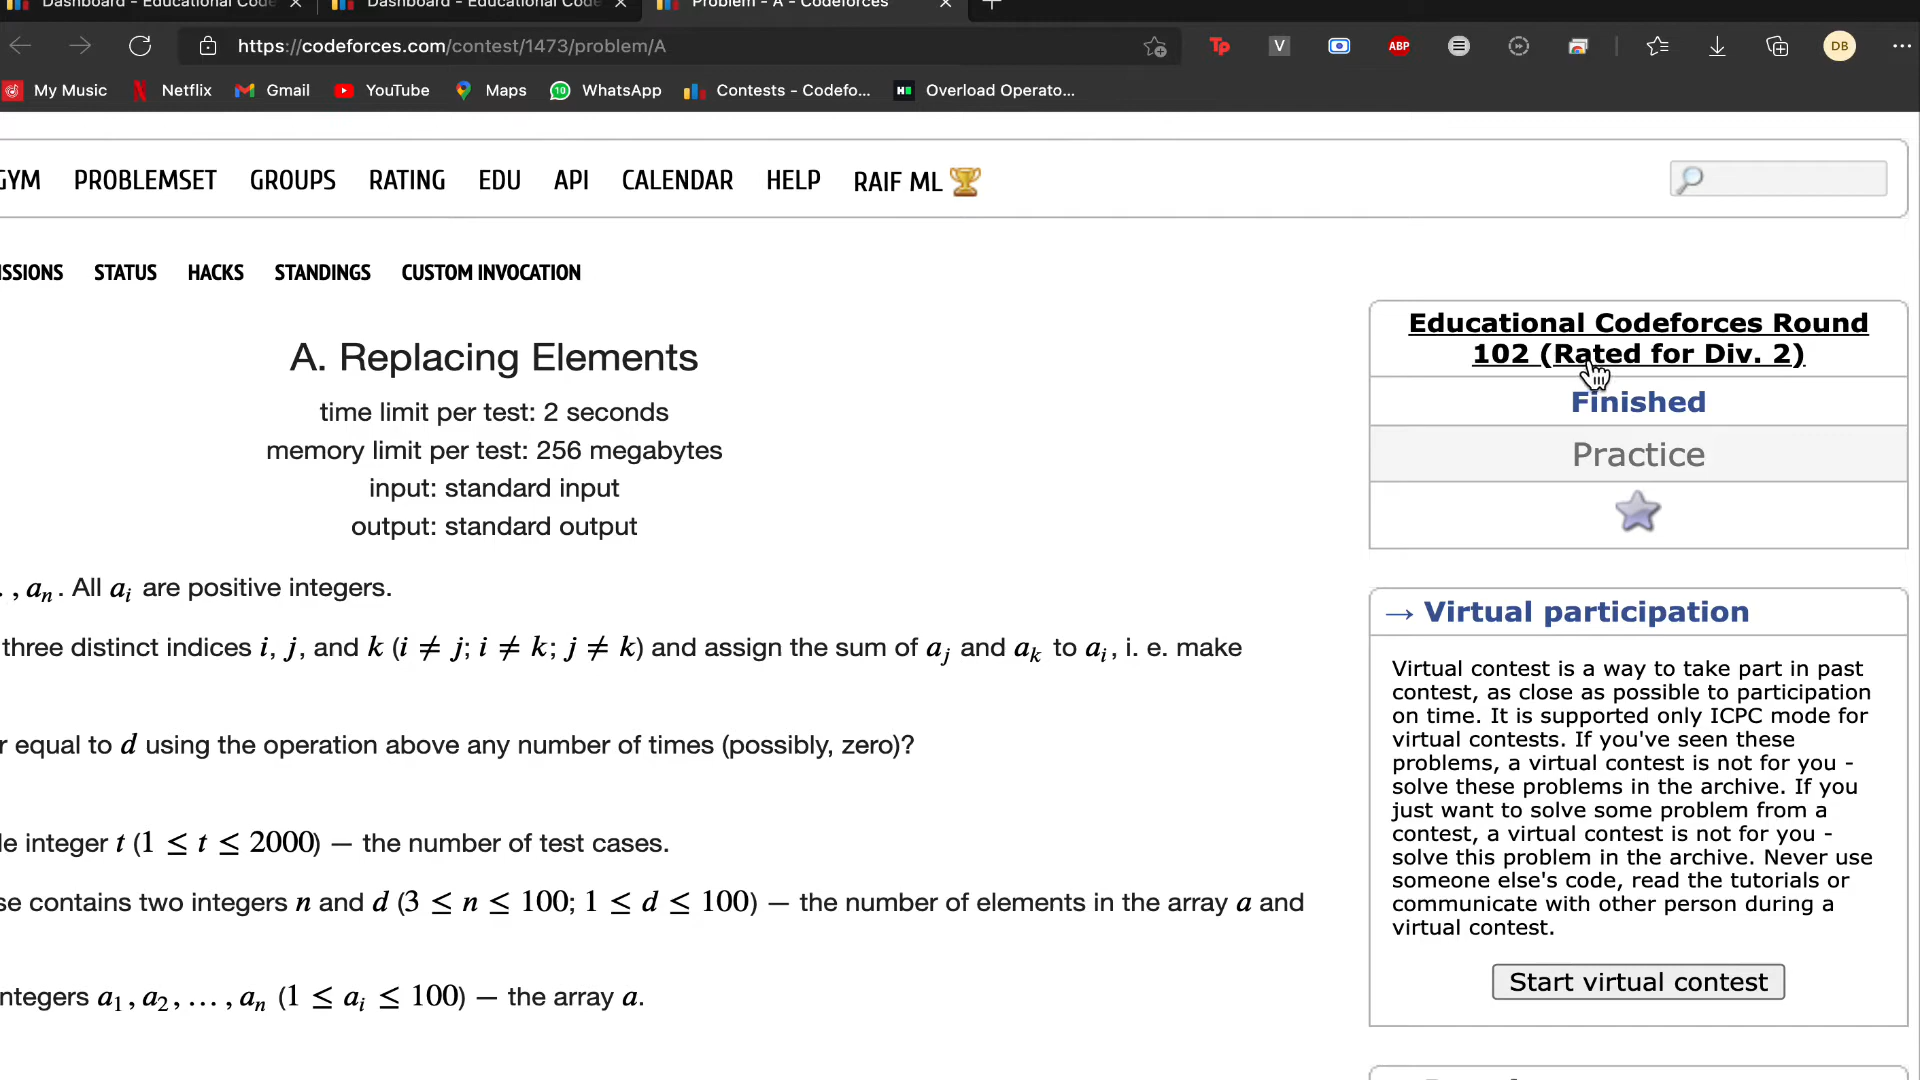 Dashboard - Educational Code
Dashboard - Educational Code
Problem - A - Codeforces
https://codeforces.com/contest/1473/problem/A
Tp
V
ABP
DB
My Music
Netflix
Gmail
YouTube
Maps
10
WhatsApp
Contests - Codefo...
Overload Operato...
GYM PROBLEMSET GROUPS RATING EDU API CALENDAR HELP RAIF ML
ISSIONS STATUS HACKS STANDINGS CUSTOM INVOCATION
A. Replacing Elements
time limit per test: 2 seconds
memory limit per test: 256 megabytes
input: standard input
output: standard output
. , aₙ. All aᵢ are positive integers.
three distinct indices i, j, and k (i ≠ j; i ≠ k; j ≠ k) and assign the sum of aⱼ and aₖ to aᵢ, i. e. make
r equal to d using the operation above any number of times (possibly, zero)?
le integer t (1 ≤ t ≤ 2000) — the number of test cases.
se contains two integers n and d (3 ≤ n ≤ 100; 1 ≤ d ≤ 100) — the number of elements in the array a and
ntegers a₁, a₂, …, aₙ (1 ≤ aᵢ ≤ 100) — the array a.
Educational Codeforces Round
102 (Rated for Div. 2)
Finished
Practice
→ Virtual participation
Virtual contest is a way to take part in past
contest, as close as possible to participation
on time. It is supported only ICPC mode for
virtual contests. If you've seen these
problems, a virtual contest is not for you -
solve these problems in the archive. If you
just want to solve some problem from a
contest, a virtual contest is not for you -
solve this problem in the archive. Never use
someone else's code, read the tutorials or
communicate with other person during a
virtual contest.
Start virtual contest